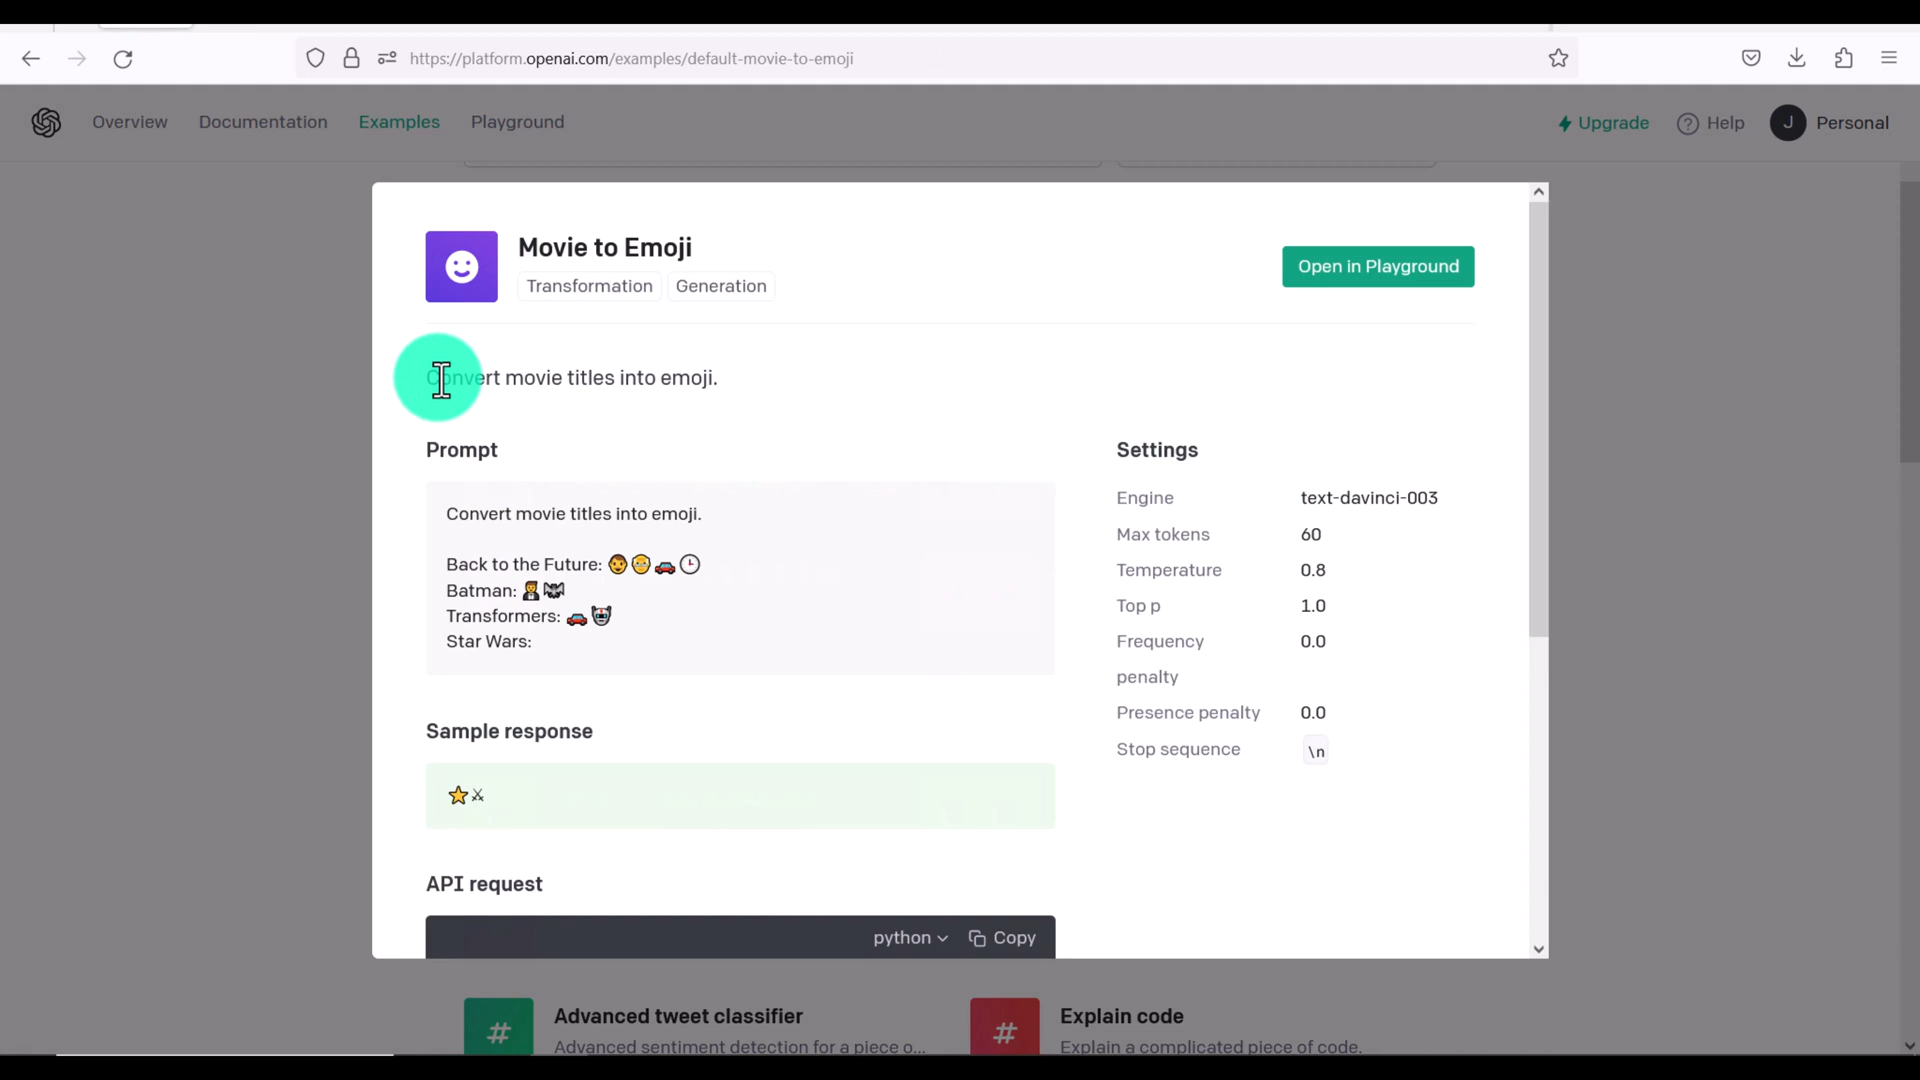 https://platform.openai.com/examples/default-movie-to-emoji
Overview Documentation Examples Playground Upgrade Help J Personal
Movie to Emoji
Transformation Generation
Open in Playground
Convert movie titles into emoji.
Prompt
Convert movie titles into emoji.
Back to the Future: 👨👴🚗🕒
Batman: 🤵🦇
Transformers: 🚗🤖
Star Wars:
Settings
Engine text-davinci-003
Max tokens 60
Temperature 0.8
Top p 1.0
Frequency penalty 0.0
Presence penalty 0.0
Stop sequence \n
Sample response
⭐⚔
API request
python Copy
# Advanced tweet classifier
Advanced sentiment detection for a piece o...
# Explain code
Explain a complicated piece of code.